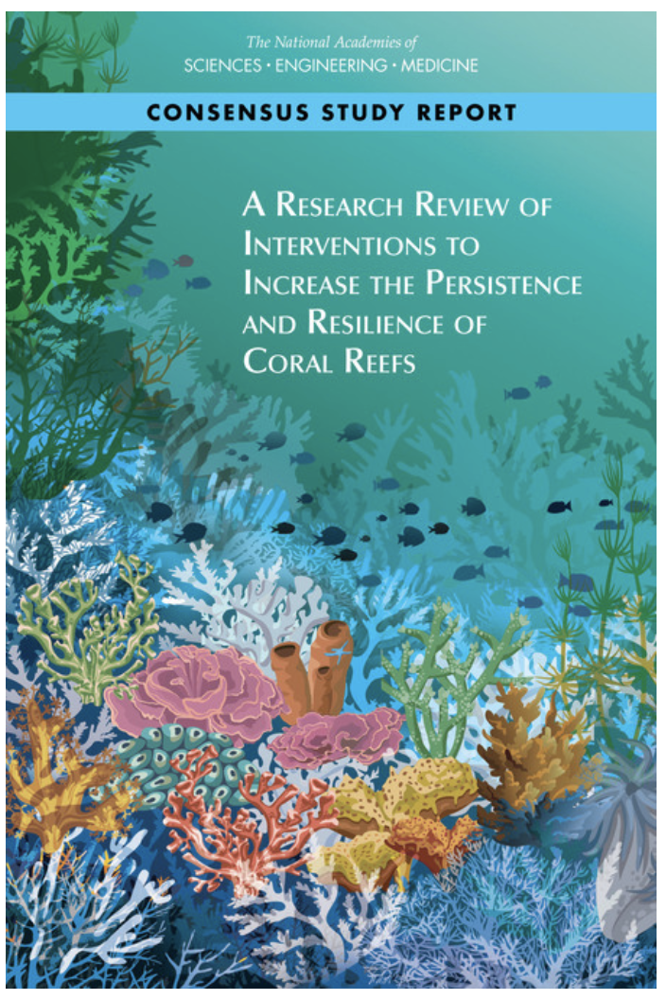 The National Academies of
SCIENCES · ENGINEERING · MEDICINE
CONSENSUS STUDY REPORT
A RESEARCH REVIEW OF
INTERVENTIONS TO
INCREASE THE PERSISTENCE
AND RESILIENCE OF
CORAL REEFS